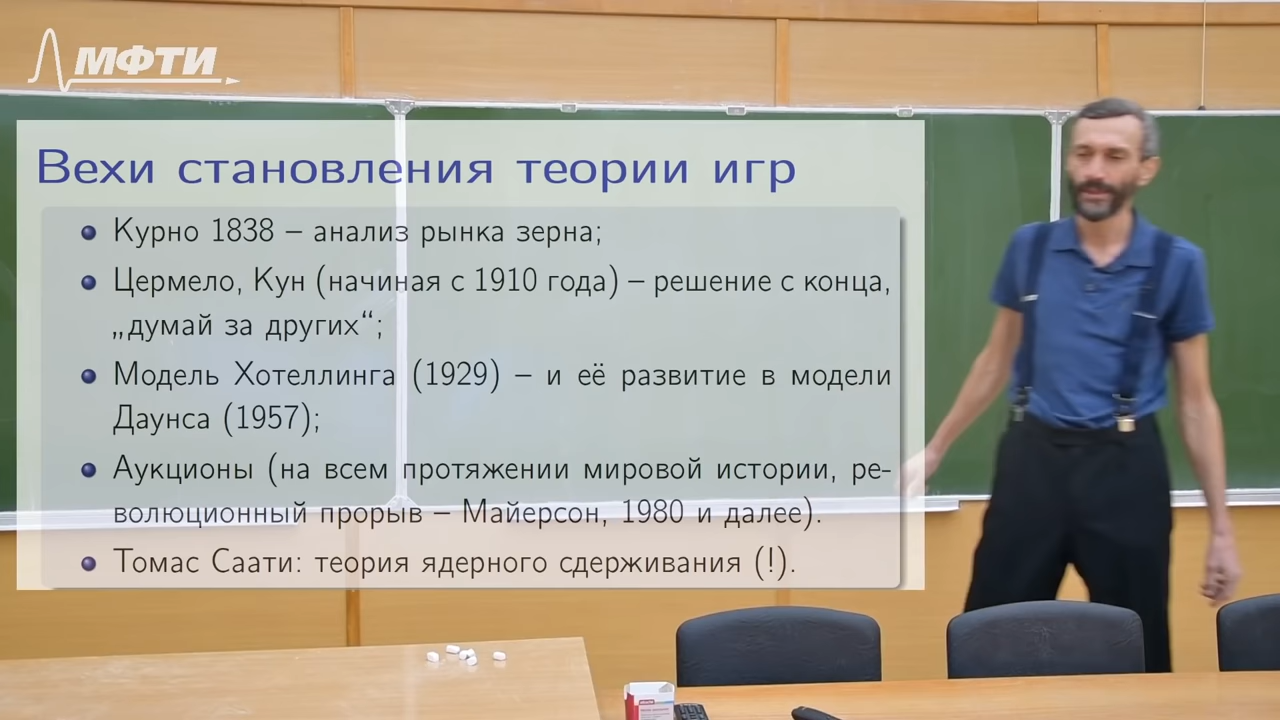 МФТИ
Вехи становления теории игр
Курно 1838 – анализ рынка зерна;
Цермело, Кун (начиная с 1910 года) – решение с конца,
„думай за других“;
Модель Хотеллинга (1929) – и её развитие в модели
Даунса (1957);
Аукционы (на всем протяжении мировой истории, ре-
волюционный прорыв – Майерсон, 1980 и далее).
Томас Саати: теория ядерного сдерживания (!).